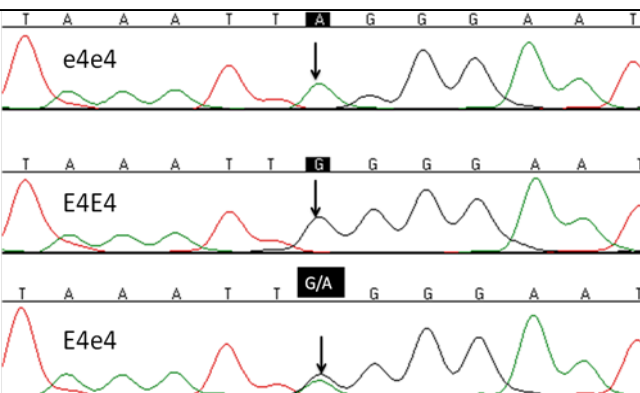 T A A A T T A G G G A A T
e4e4
T A A A T T G G G G A A T
E4E4
G/A
T A A A T T G G G A A T
E4e4